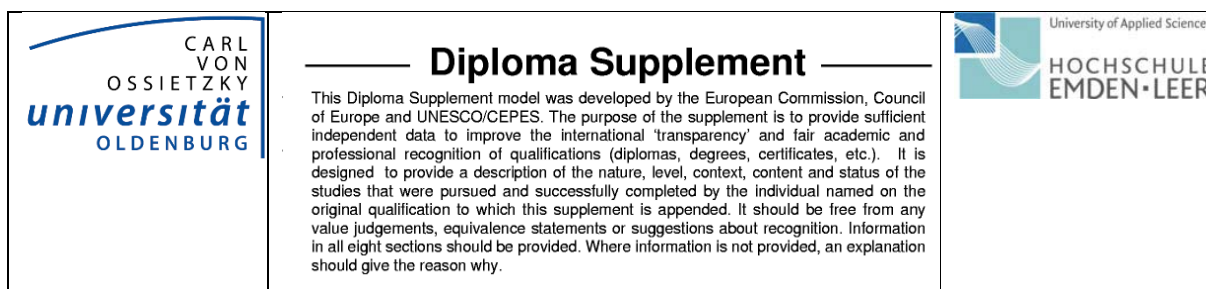 CARL
VON
OSSIETZKY
universität
OLDENBURG
Diploma Supplement
This Diploma Supplement model was developed by the European Commission, Council
of Europe and UNESCO/CEPES. The purpose of the supplement is to provide sufficient
independent data to improve the international ‘transparency’ and fair academic and
professional recognition of qualifications (diplomas, degrees, certificates, etc.). It is
designed to provide a description of the nature, level, context, content and status of the
studies that were pursued and successfully completed by the individual named on the
original qualification to which this supplement is appended. It should be free from any
value judgements, equivalence statements or suggestions about recognition. Information
in all eight sections should be provided. Where information is not provided, an explanation
should give the reason why.
University of Applied Science
HOCHSCHULE
EMDEN•LEER